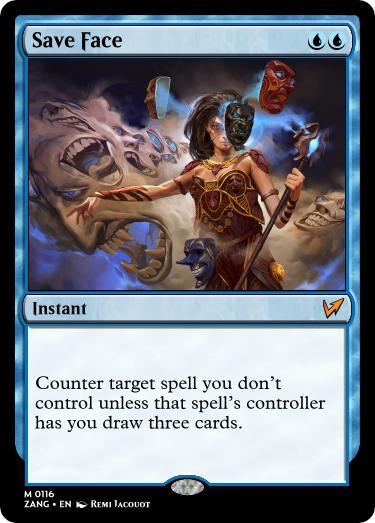 Save Face
Instant
Counter target spell you don't
control unless that spell's controller
has you draw three cards.
M 0116
ZANG • EN Remi Jacquot